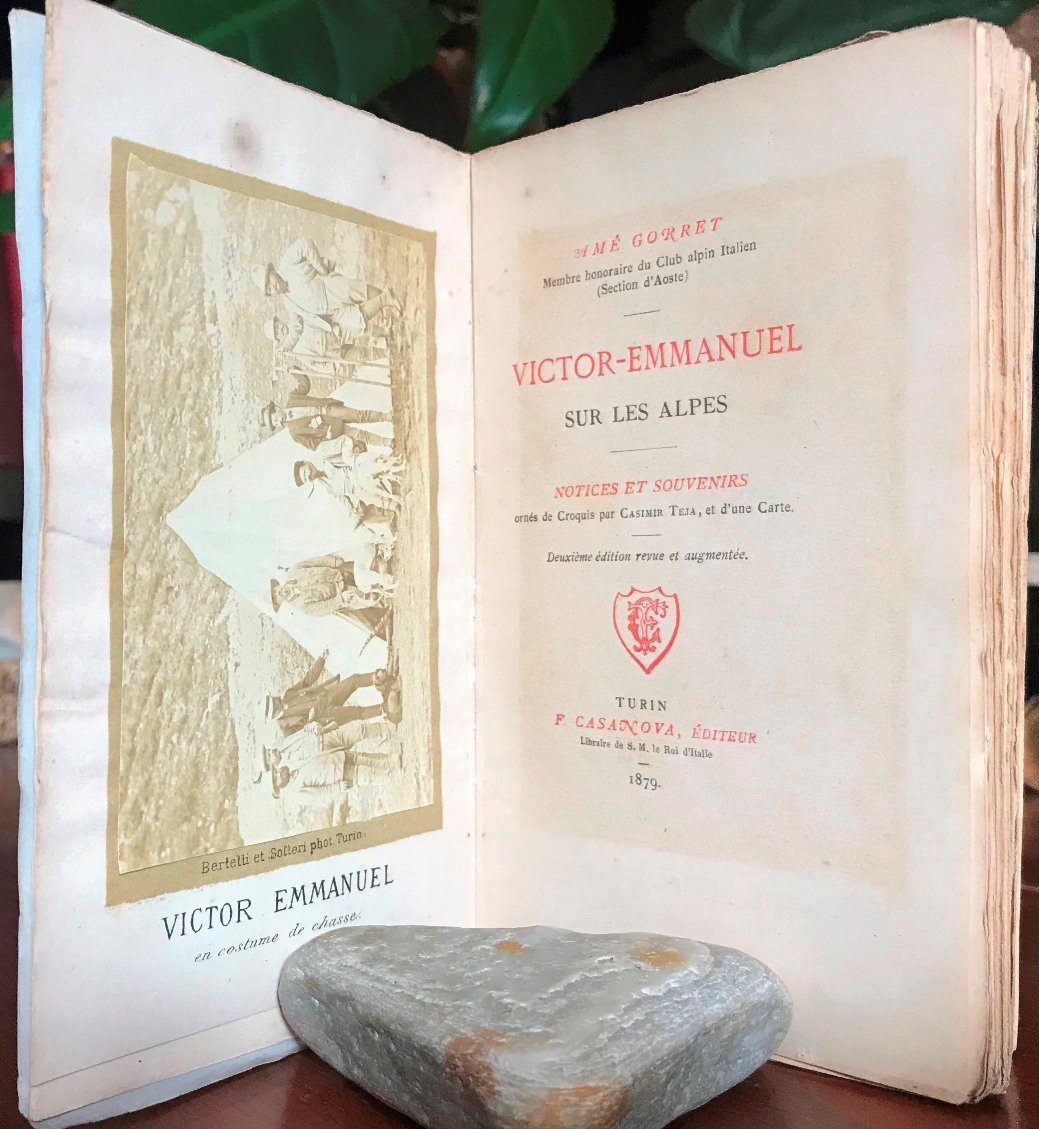 Bertelli et Solteri phot Turin
VICTOR EMMANUEL
en costume de chasse.
AMÉ GORRET
Membre honoraire du Club alpin Italien
(Section d'Aoste)
VICTOR-EMMANUEL
SUR LES ALPES
NOTICES ET SOUVENIRS
ornés de Croquis par CASIMIR TEJA, et d'une Carte.
Deuxième édition revue et augmentée.
TURIN
F. CASANOVA, ÉDITEUR
Libraire de S. M. le Roi d'Italie
1879.